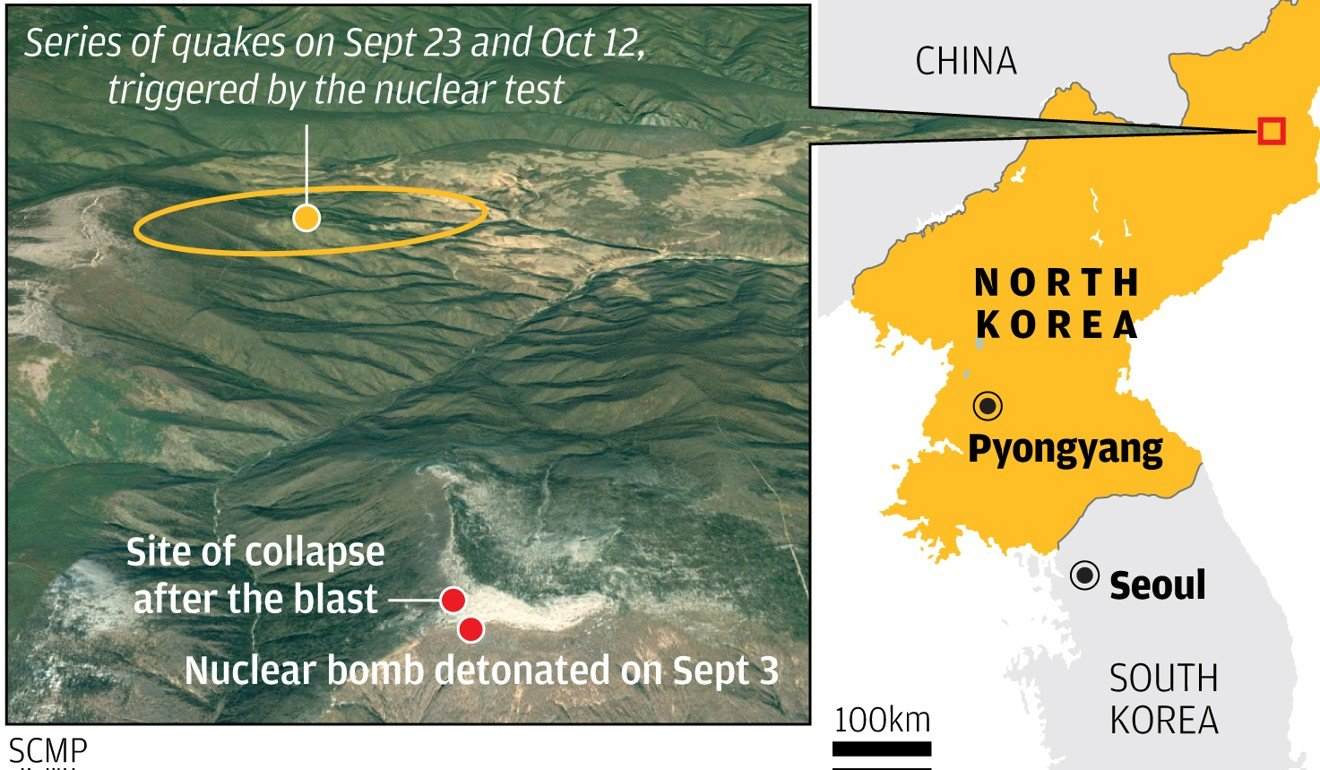 Series of quakes on Sept 23 and Oct 12,
triggered by the nuclear test
Site of collapse
after the blast
Nuclear bomb detonated on Sept 3
SCMP
CHINA
NORTH
KOREA
Pyongyang
Seoul
SOUTH
KOREA
100km